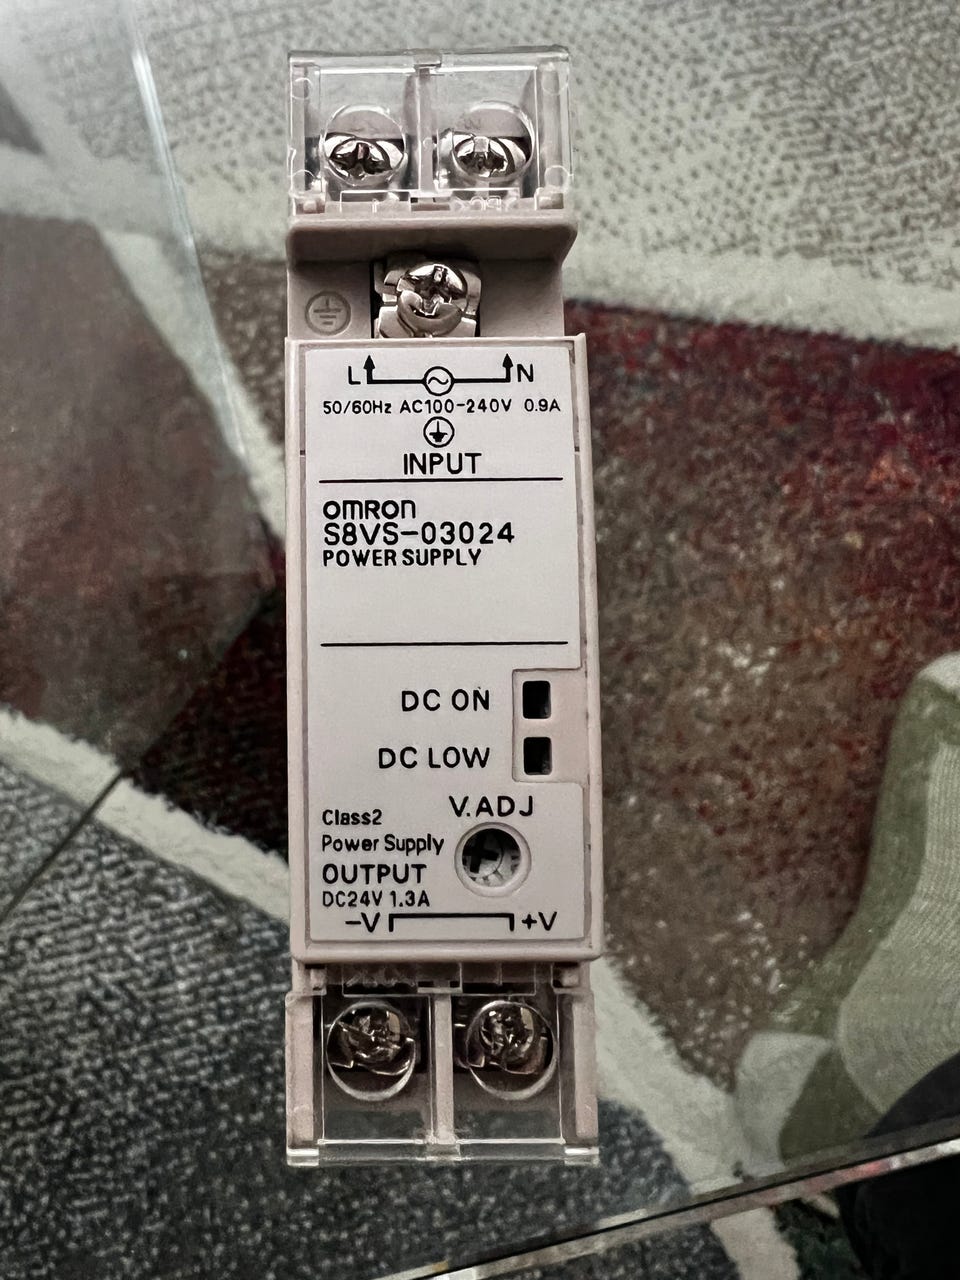 L N
50/60Hz AC100-240V 0.9A
INPUT
omron
S8VS-03024
POWER SUPPLY
DC ON
DC LOW
V.ADJ
Class2
Power Supply
OUTPUT
DC24V 1.3A
-V +V